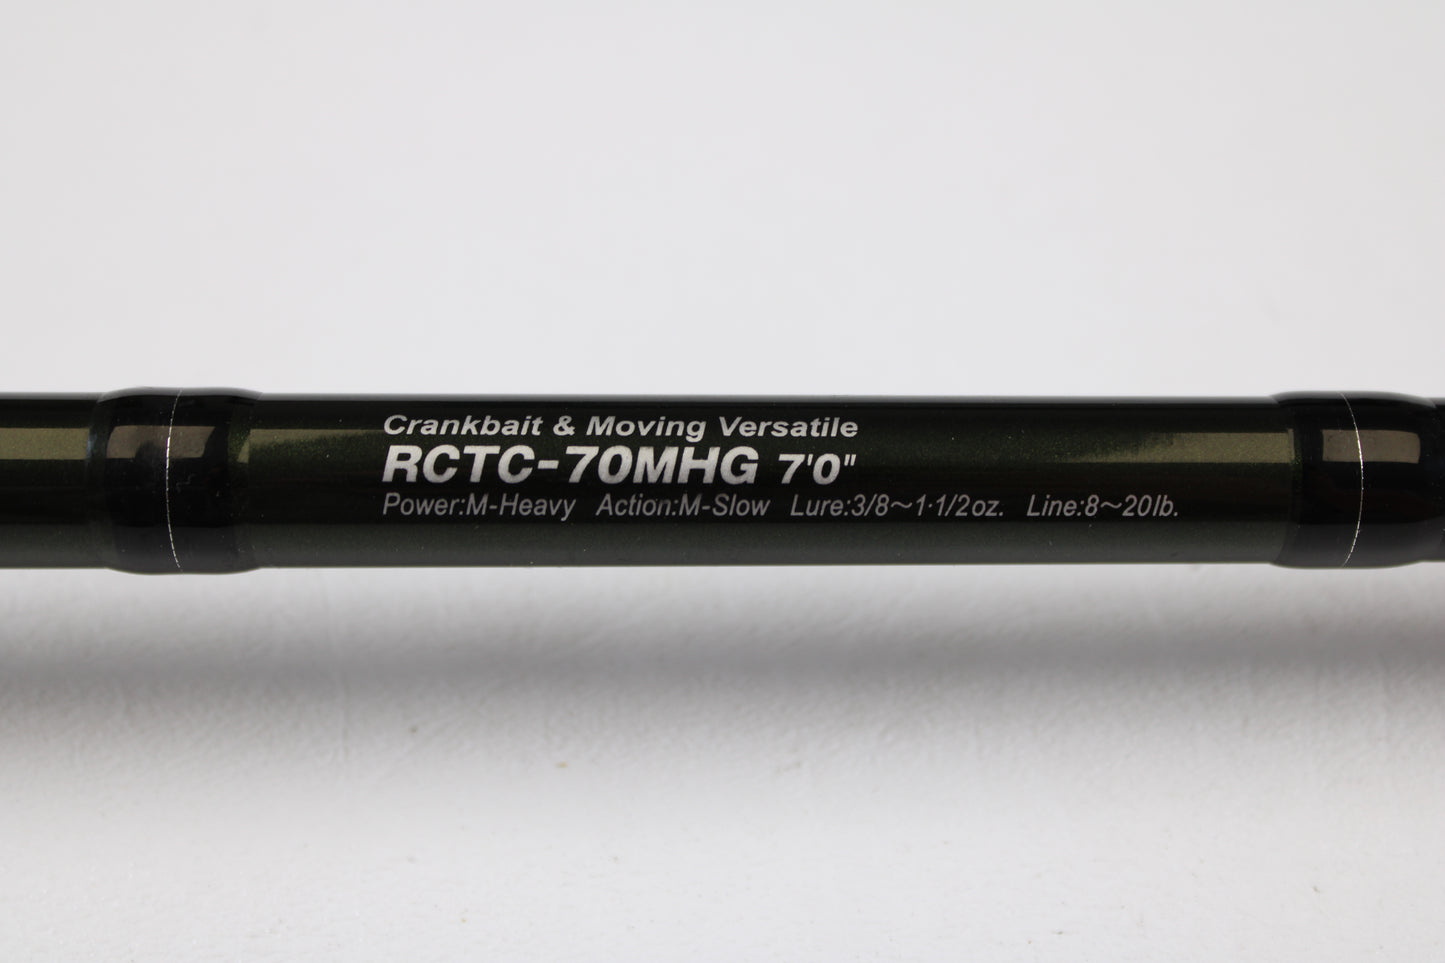 Crankbait & Moving Versatile
RCTC-70MHG 7'0"
Power:M-Heavy Action:M-Slow Lure:3/8～1·1/2oz. Line:8～20lb.